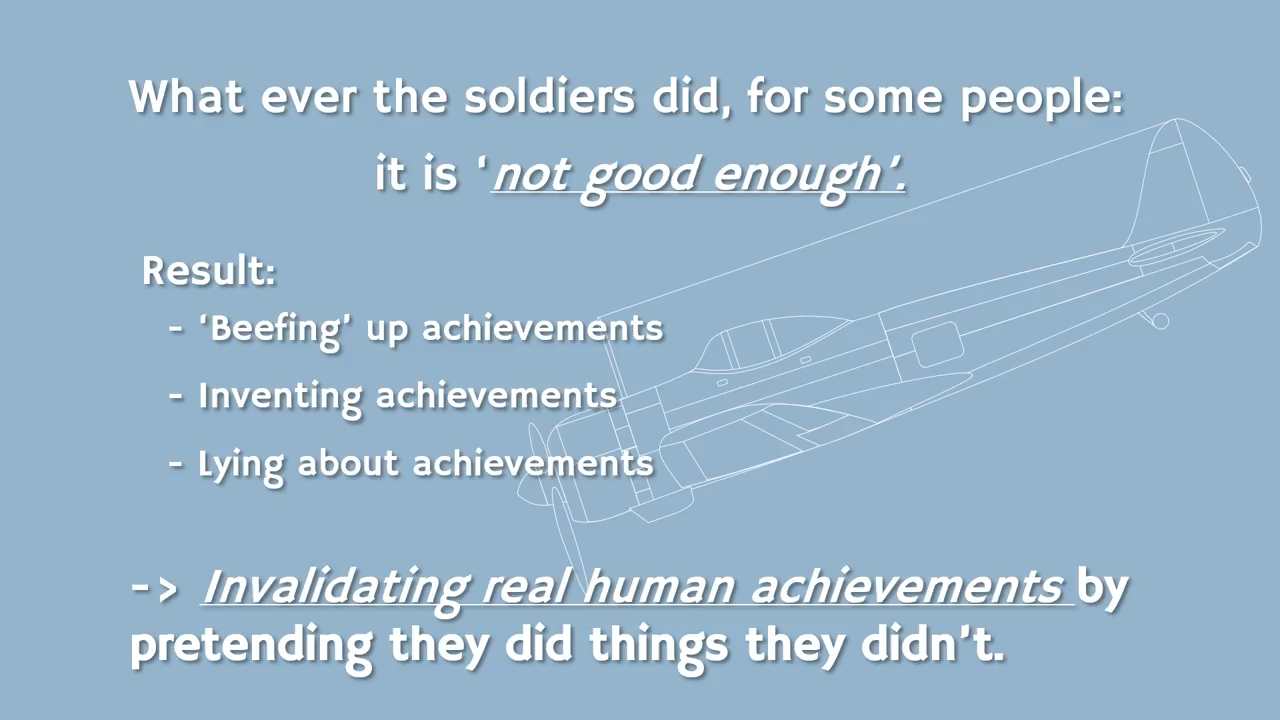 What ever the soldiers did, for some people:
it is ‘not good enough’.
Result:
- ‘Beefing’ up achievements
- Inventing achievements
- Lying about achievements
-> Invalidating real human achievements by
pretending they did things they didn’t.